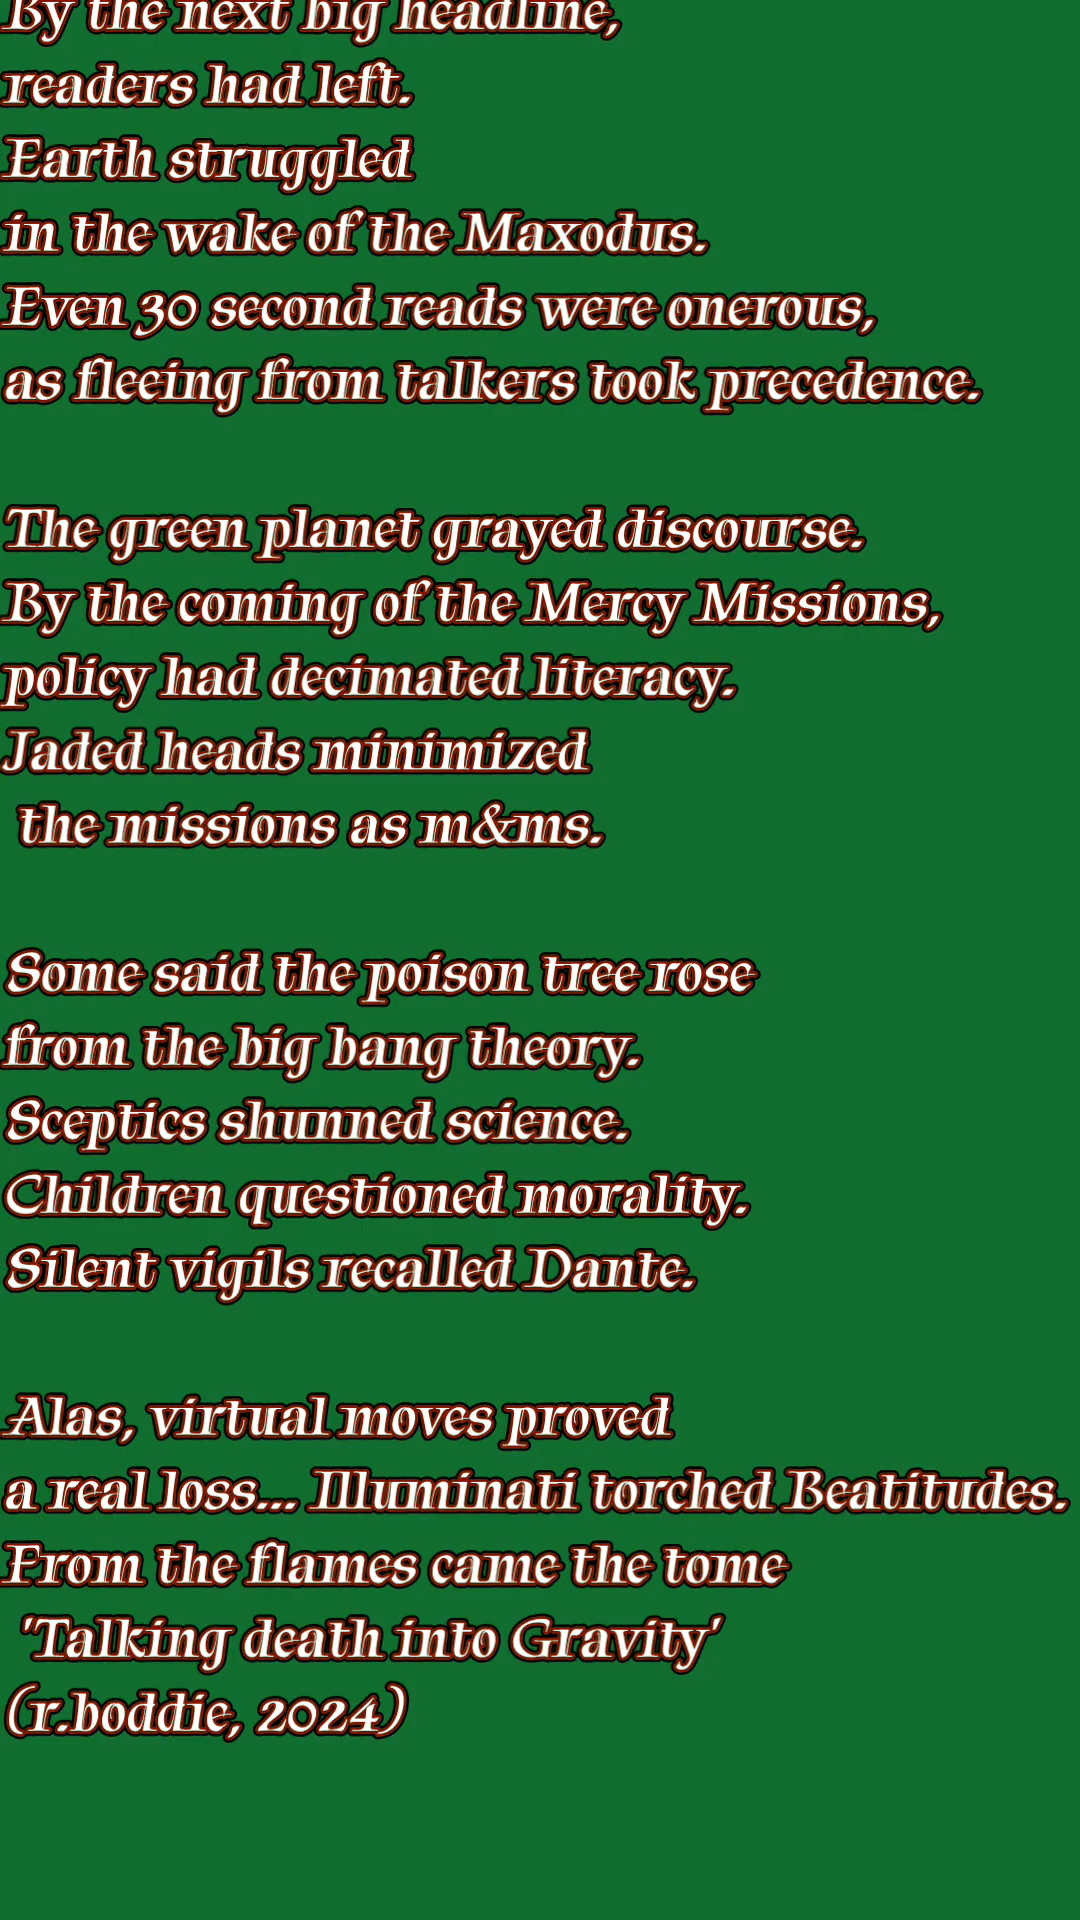 By the next big headline,
readers had left.
Earth struggled
in the wake of the Maxodus.
Even 30 second reads were onerous,
as fleeing from talkers took precedence.
The green planet grayed discourse.
By the coming of the Mercy Missions,
policy had decimated literacy.
Jaded heads minimized
the missions as m&ms.
Some said the poison tree rose
from the big bang theory.
Sceptics shunned science.
Children questioned morality.
Silent vigils recalled Dante.
Alas, virtual moves proved
a real loss... Illuminati torched Beatitudes.
From the flames came the tome
'Talking death into Gravity'
(r.boddie, 2024)